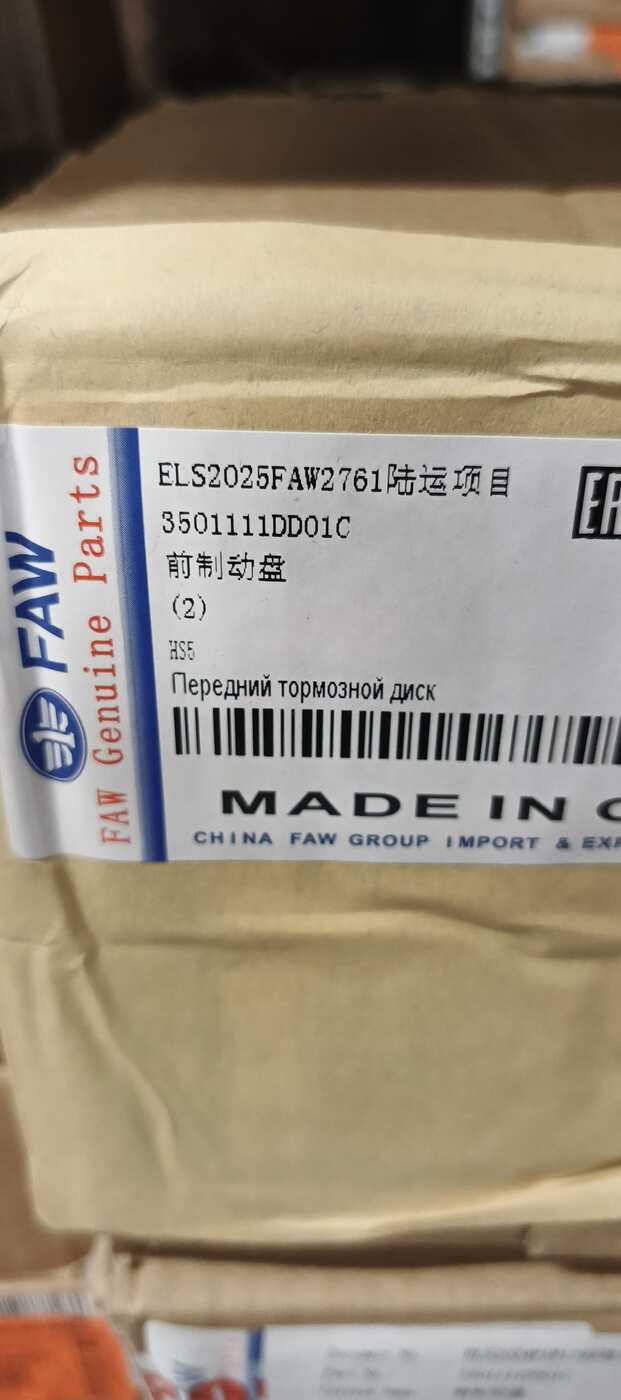 ELS2025FAW2761陆运项目
3501111DD01C
前制动盘
(2)
HS5
Передний тормозной диск
MADE IN
CHINA FAW GROUP IMPORT &
FAW
FAW Genuine Parts
EAC